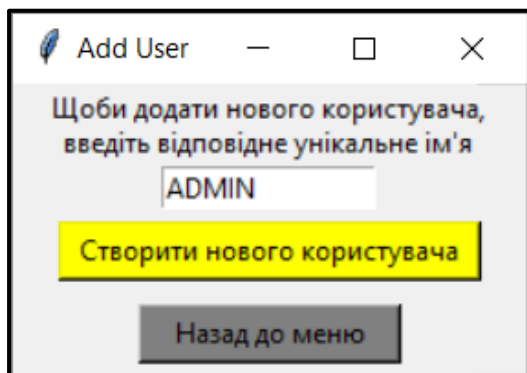 Add User
Щоби додати нового користувача,
введіть відповідне унікальне ім'я
ADMIN
Створити нового користувача
Назад до меню